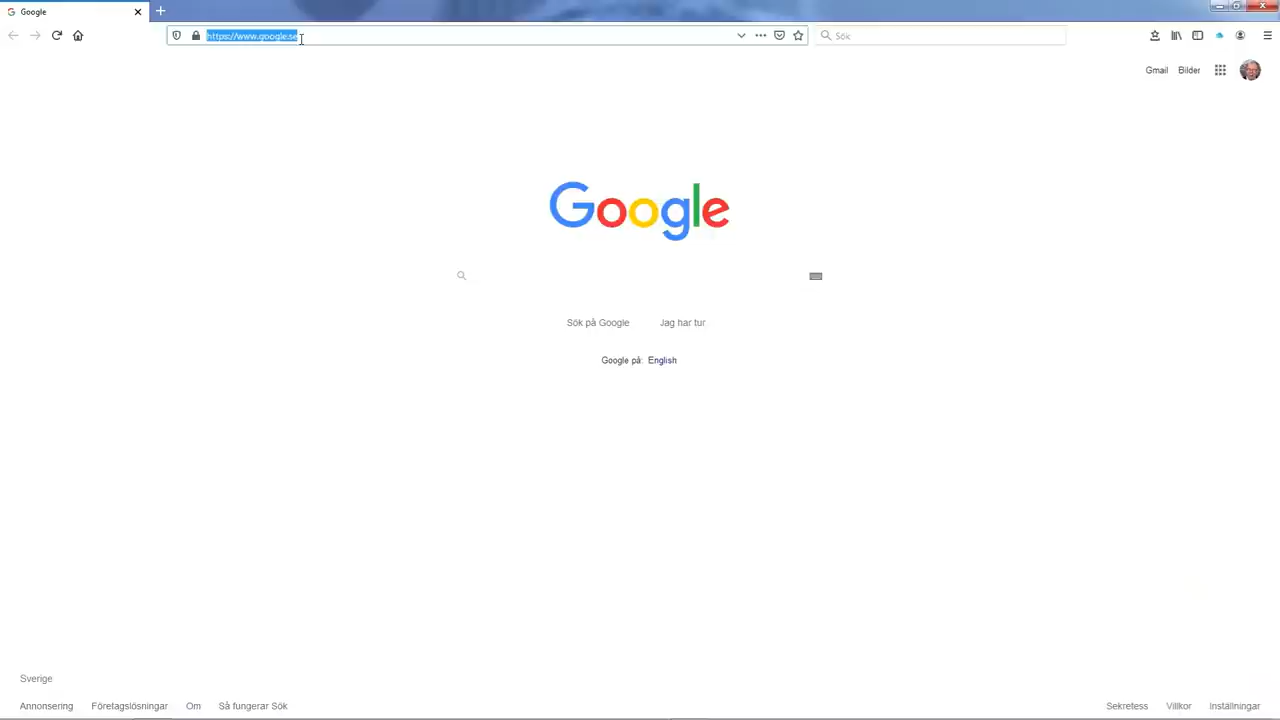 Google
https://www.google.se
Sök
Gmail Bilder
Google
Sök på Google Jag har tur
Google på: English
Sverige
Annonsering Företagslösningar Om Så fungerar Sök Sekretess Villkor Inställningar